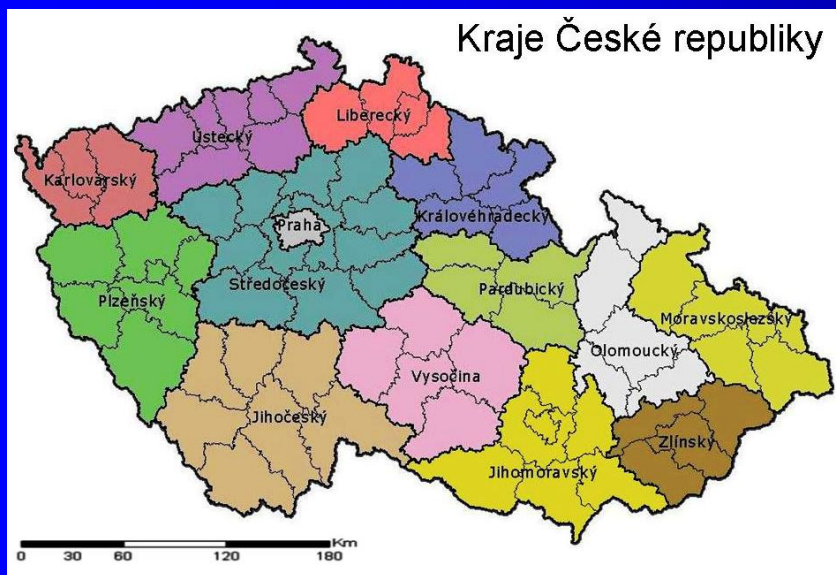 Kraje České republiky
Liberecký
Ústecký
Karlovarský
Královéhradecký
Praha
Středočeský
Pardubický
Plzeňský
Moravskoslezský
Olomoucký
Vysočina
Jihočeský
Zlínský
Jihomoravský
Km
0 30 60 120 180